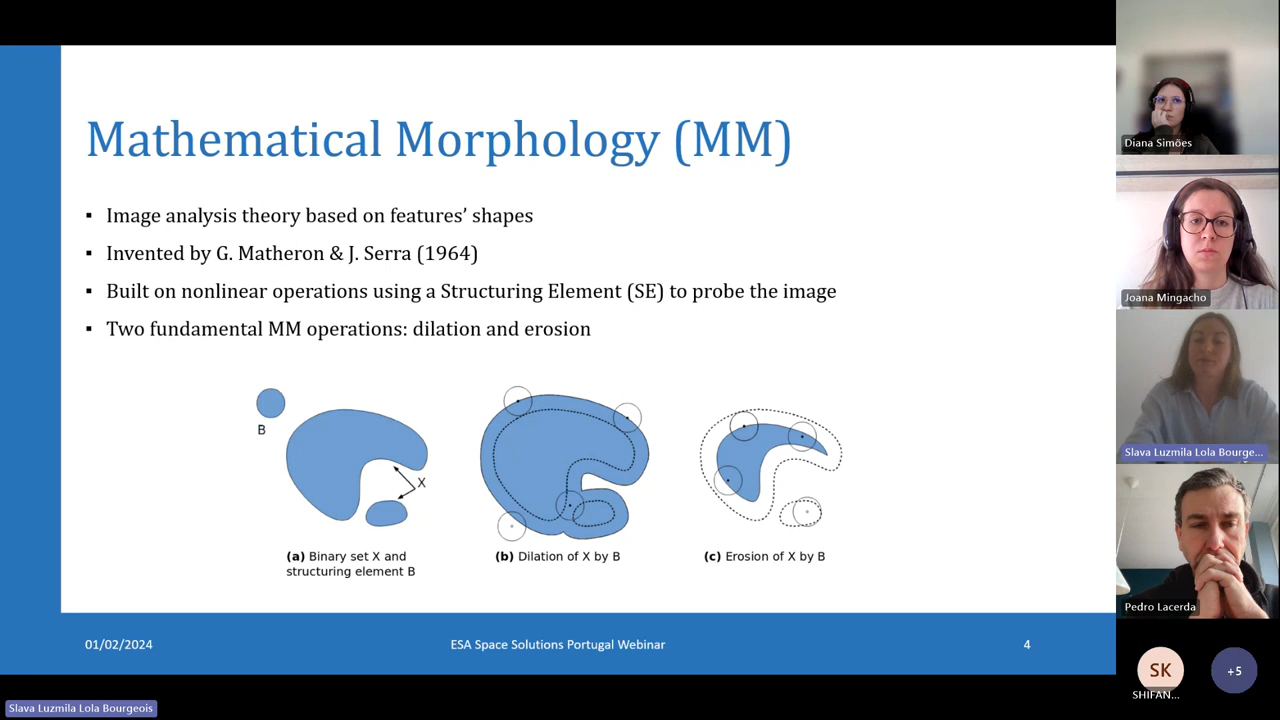 Mathematical Morphology (MM)
▪ Image analysis theory based on features’ shapes
▪ Invented by G. Matheron & J. Serra (1964)
▪ Built on nonlinear operations using a Structuring Element (SE) to probe the image
▪ Two fundamental MM operations: dilation and erosion
B
X
(a) Binary set X and
structuring element B
(b) Dilation of X by B
(c) Erosion of X by B
01/02/2024
ESA Space Solutions Portugal Webinar
4
Slava Luzmila Lola Bourgeois
Diana Simões
Joana Mingacho
Slava Luzmila Lola Bourge...
Pedro Lacerda
SK
SHIFAN...
+5